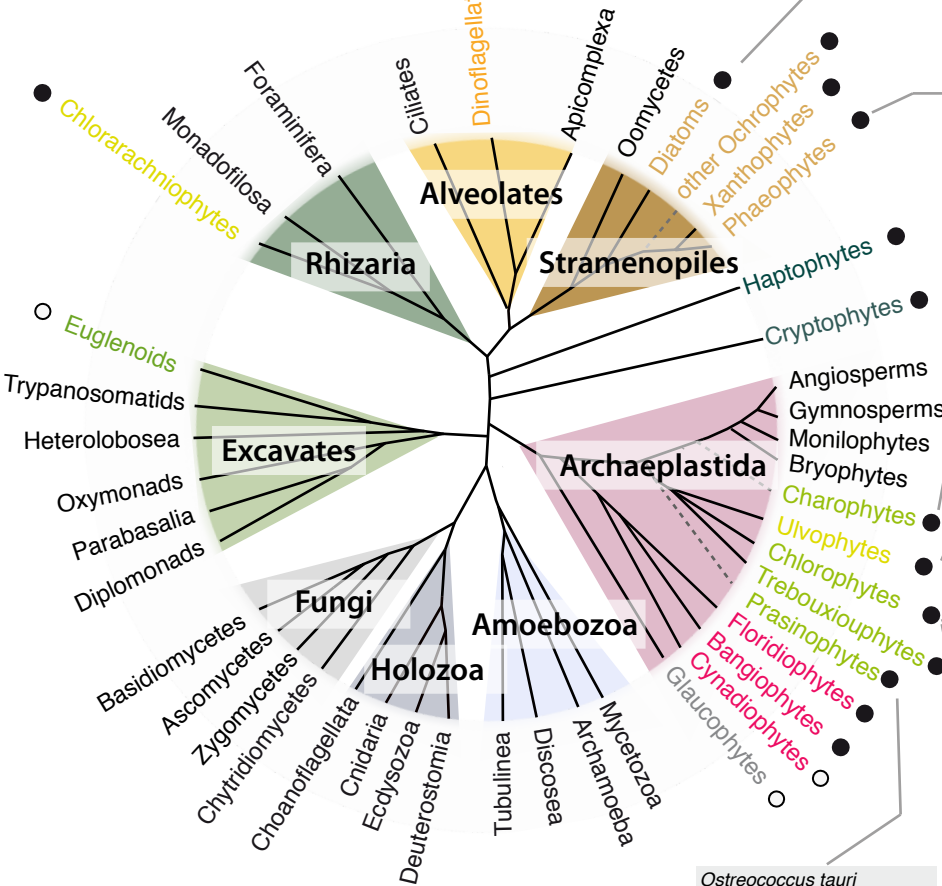 Alveolates
Ciliates
Apicomplexa
Stramenopiles
Oomycetes
Diatoms
other Ochrophytes
Xanthophytes
Phaeophytes
Haptophytes
Cryptophytes
Archaeplastida
Angiosperms
Gymnosperms
Monilophytes
Bryophytes
Charophytes
Ulvophytes
Chlorophytes
Trebouxiouphytes
Prasinophytes
Floridiophytes
Bangiophytes
Cynadiophytes
Glaucophytes
Amoebozoa
Mycetozoa
Archamoeba
Discosea
Tubulinea
Holozoa
Deuterostomia
Ecdysozoa
Cnidaria
Choanoflagellata
Fungi
Chytridiomycetes
Zygomycetes
Ascomycetes
Basidiomycetes
Excavates
Diplomonads
Parabasalia
Oxymonads
Heterolobosea
Trypanosomatids
Euglenoids
Rhizaria
Chlorarachniophytes
Monadofilosa
Foraminifera
Ostreococcus tauri